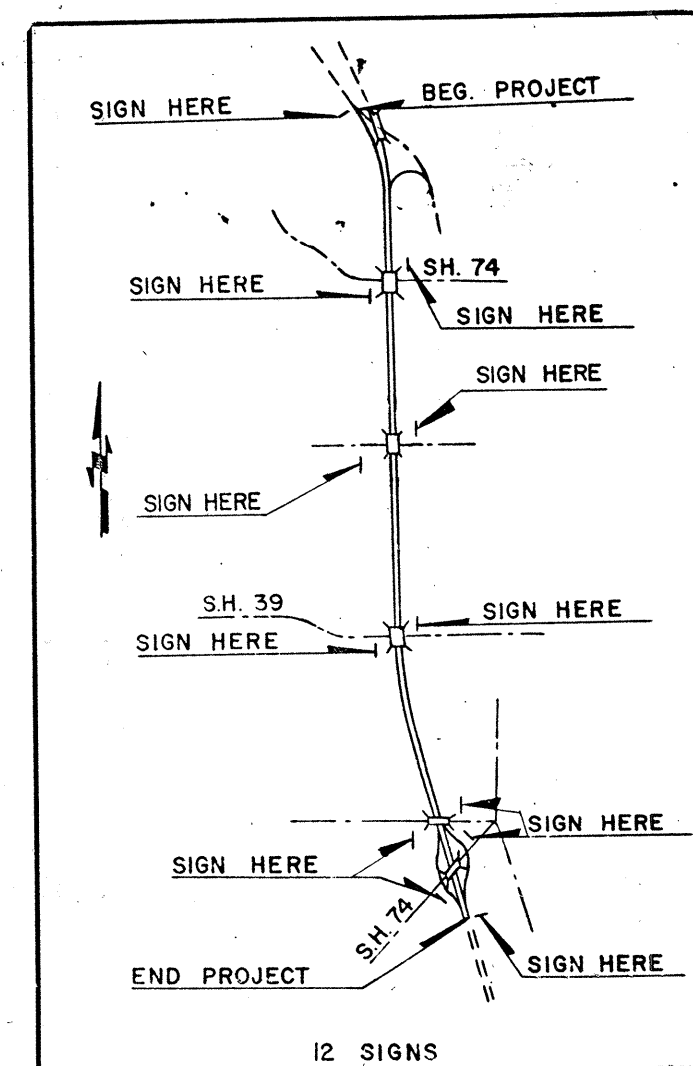 BEG. PROJECT
SIGN HERE
SH. 74
SIGN HERE
SIGN HERE
SIGN HERE
SIGN HERE
S.H. 39
SIGN HERE
SIGN HERE
SIGN HERE
SIGN HERE
S.H. 74
END PROJECT
SIGN HERE
12 SIGNS